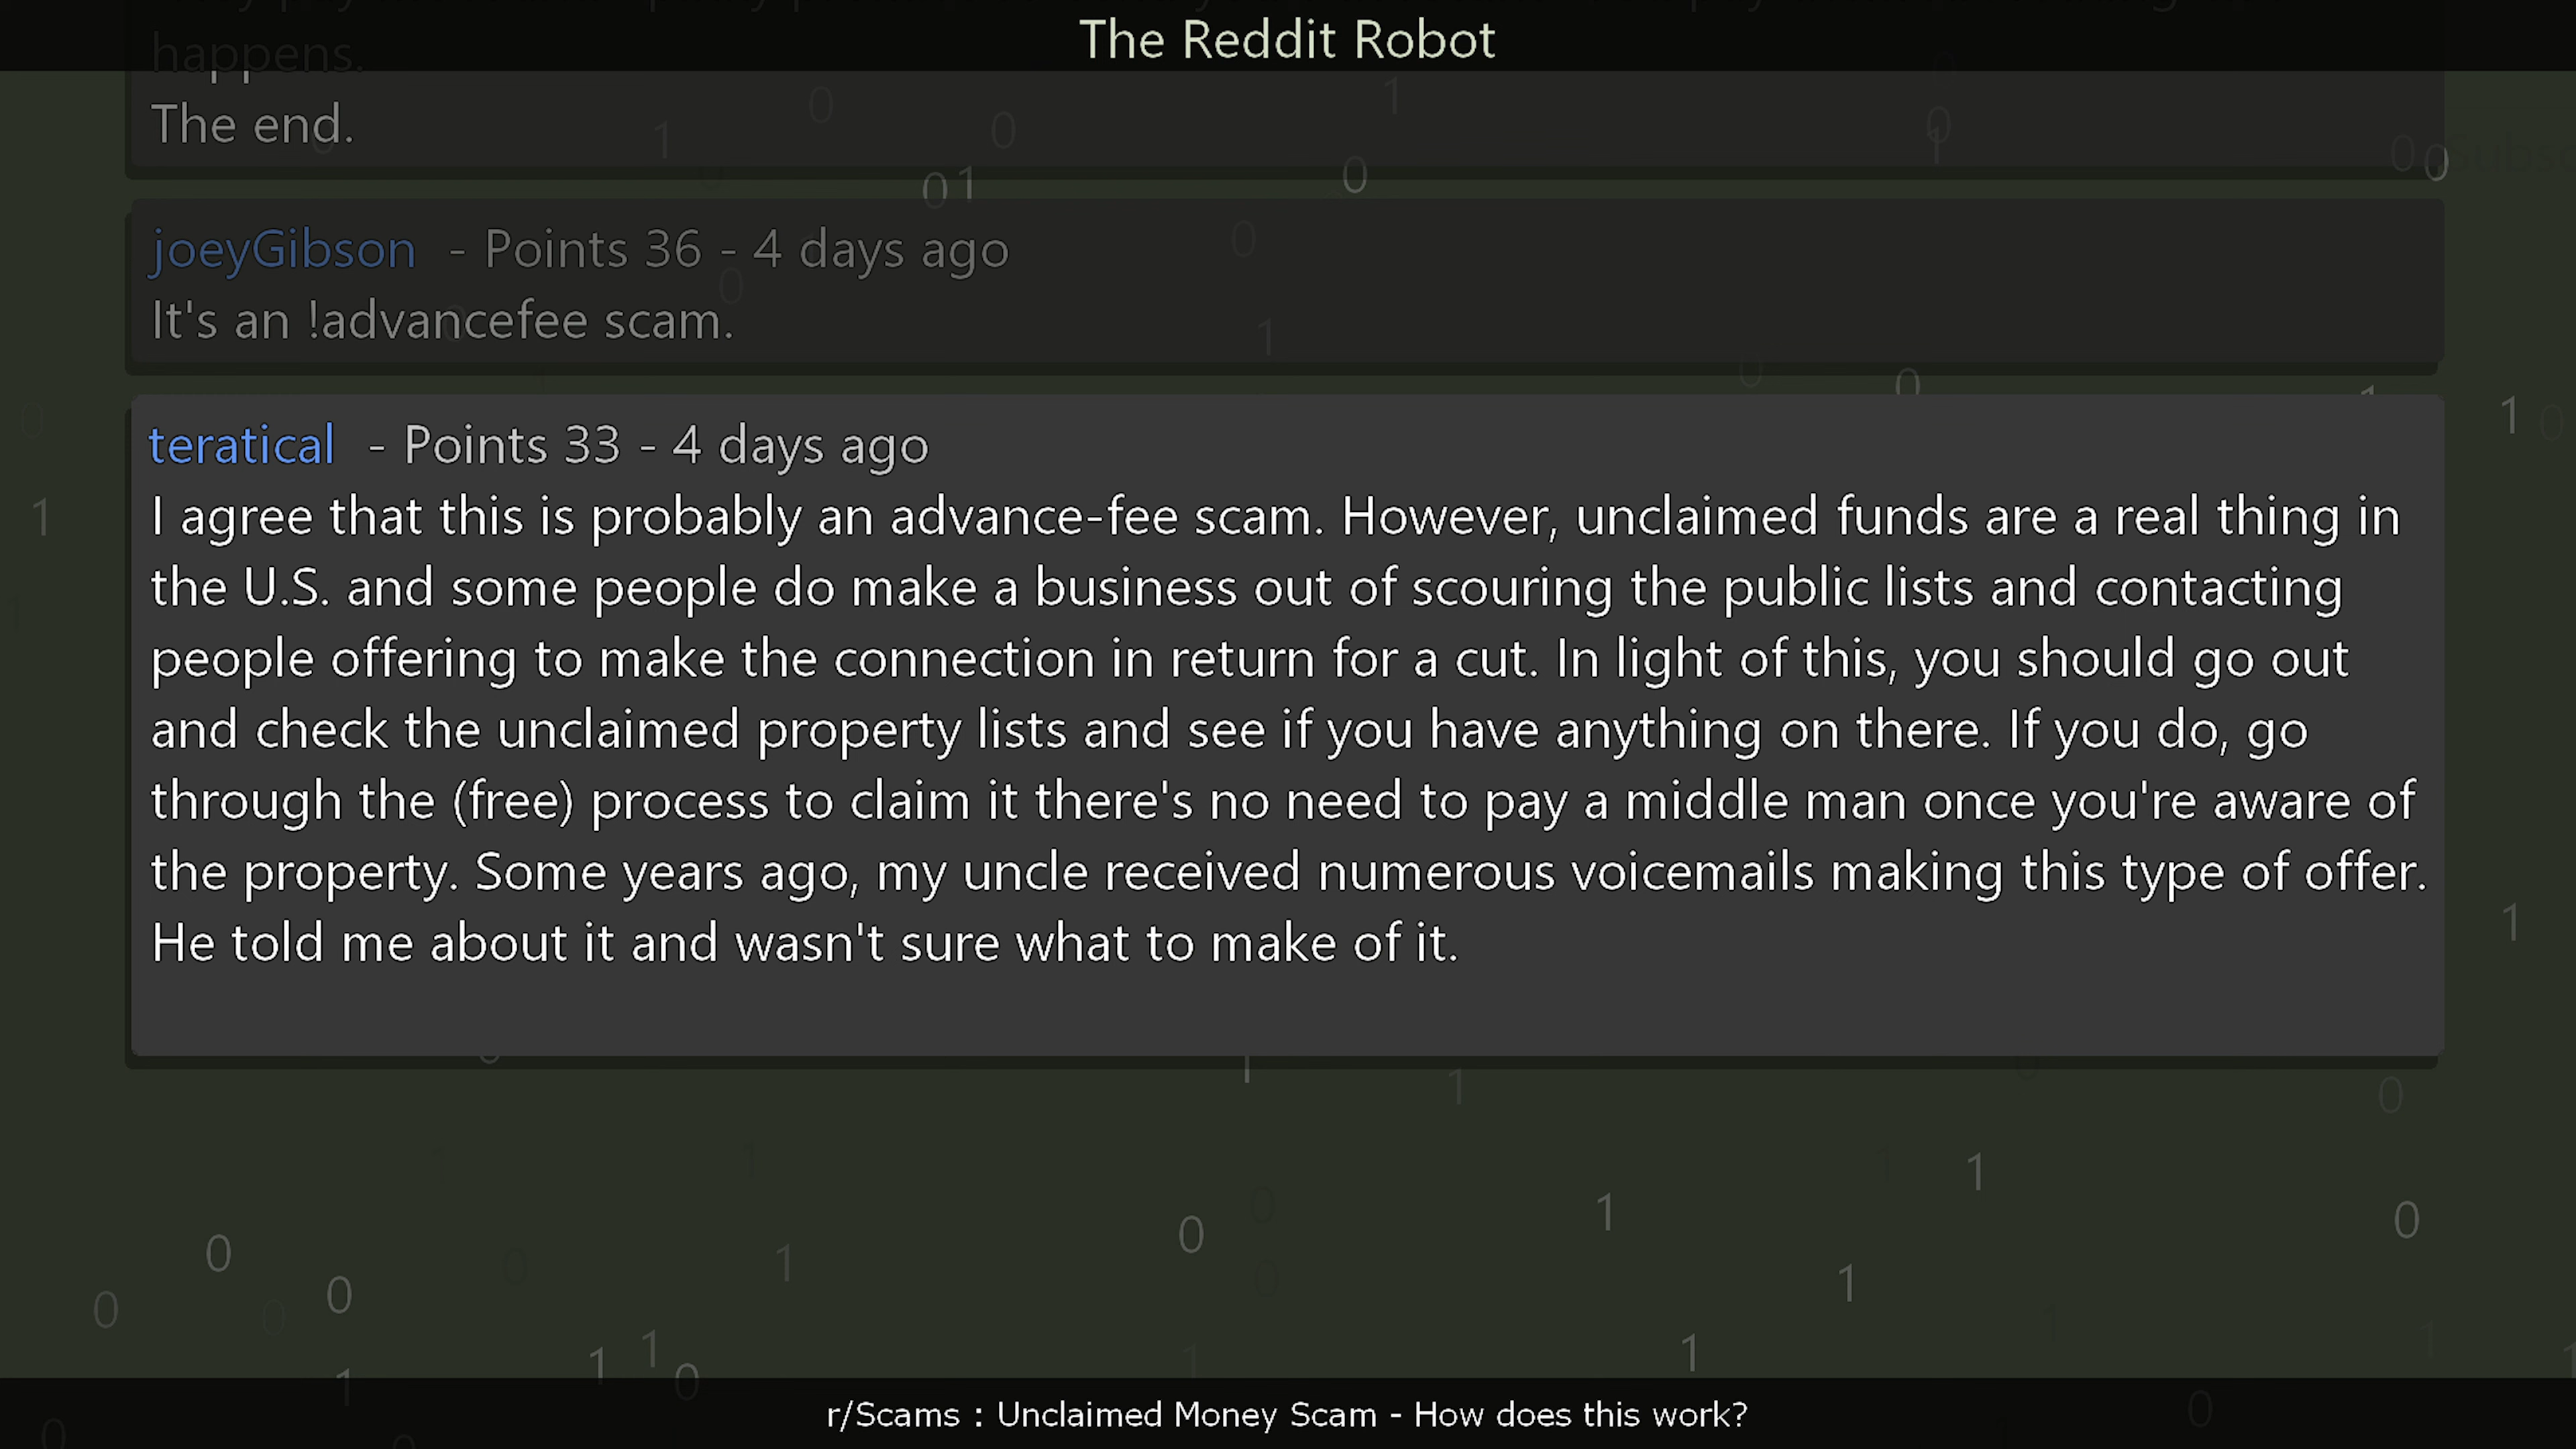 The Reddit Robot
happens.
The end.
joeyGibson - Points 36 - 4 days ago
It's an !advancefee scam.
teratical - Points 33 - 4 days ago
I agree that this is probably an advance-fee scam. However, unclaimed funds are a real thing in
the U.S. and some people do make a business out of scouring the public lists and contacting
people offering to make the connection in return for a cut. In light of this, you should go out
and check the unclaimed property lists and see if you have anything on there. If you do, go
through the (free) process to claim it there's no need to pay a middle man once you're aware of
the property. Some years ago, my uncle received numerous voicemails making this type of offer.
He told me about it and wasn't sure what to make of it.
r/Scams : Unclaimed Money Scam - How does this work?